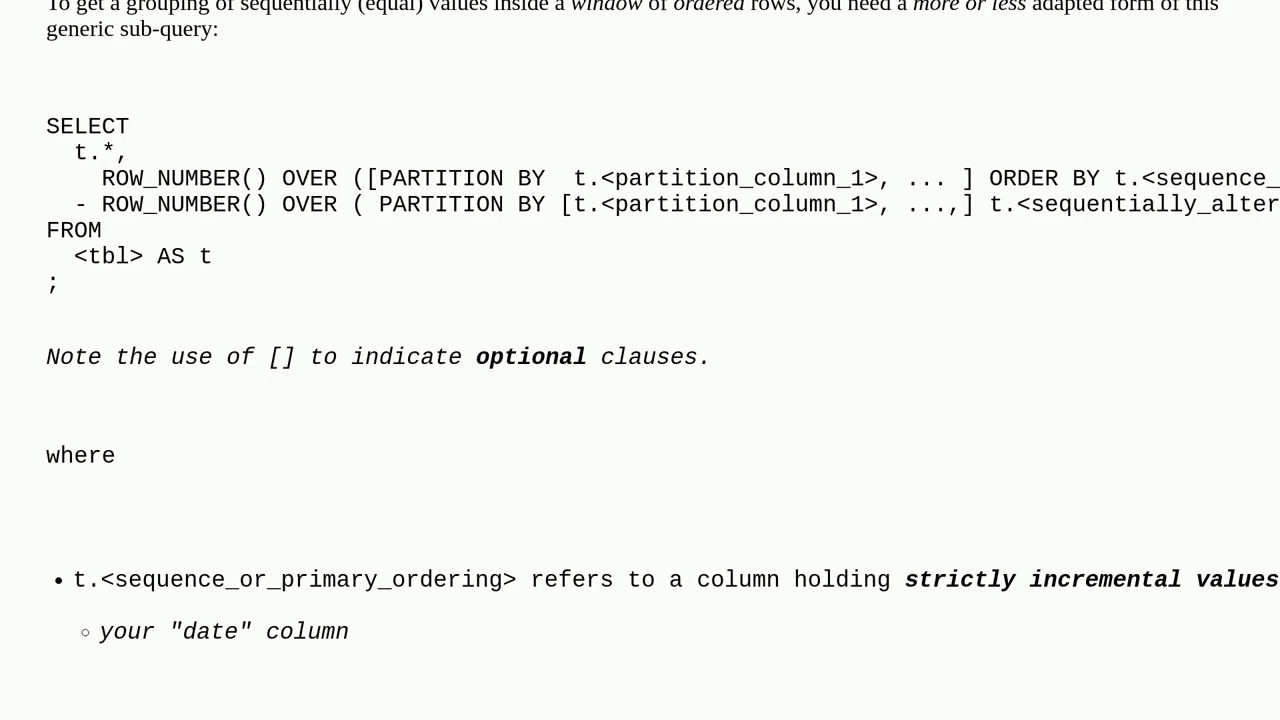 To get a grouping of sequentially (equal) values inside a window of ordered rows, you need a more or less adapted form of this
generic sub-query:
SELECT
  t.*,
    ROW_NUMBER() OVER ([PARTITION BY  t.<partition_column_1>, ... ] ORDER BY t.<sequence_
  - ROW_NUMBER() OVER ( PARTITION BY [t.<partition_column_1>, ...,] t.<sequentially_alter
FROM
  <tbl> AS t
;
Note the use of [] to indicate optional clauses.
where
• t.<sequence_or_primary_ordering> refers to a column holding strictly incremental values
○ your "date" column